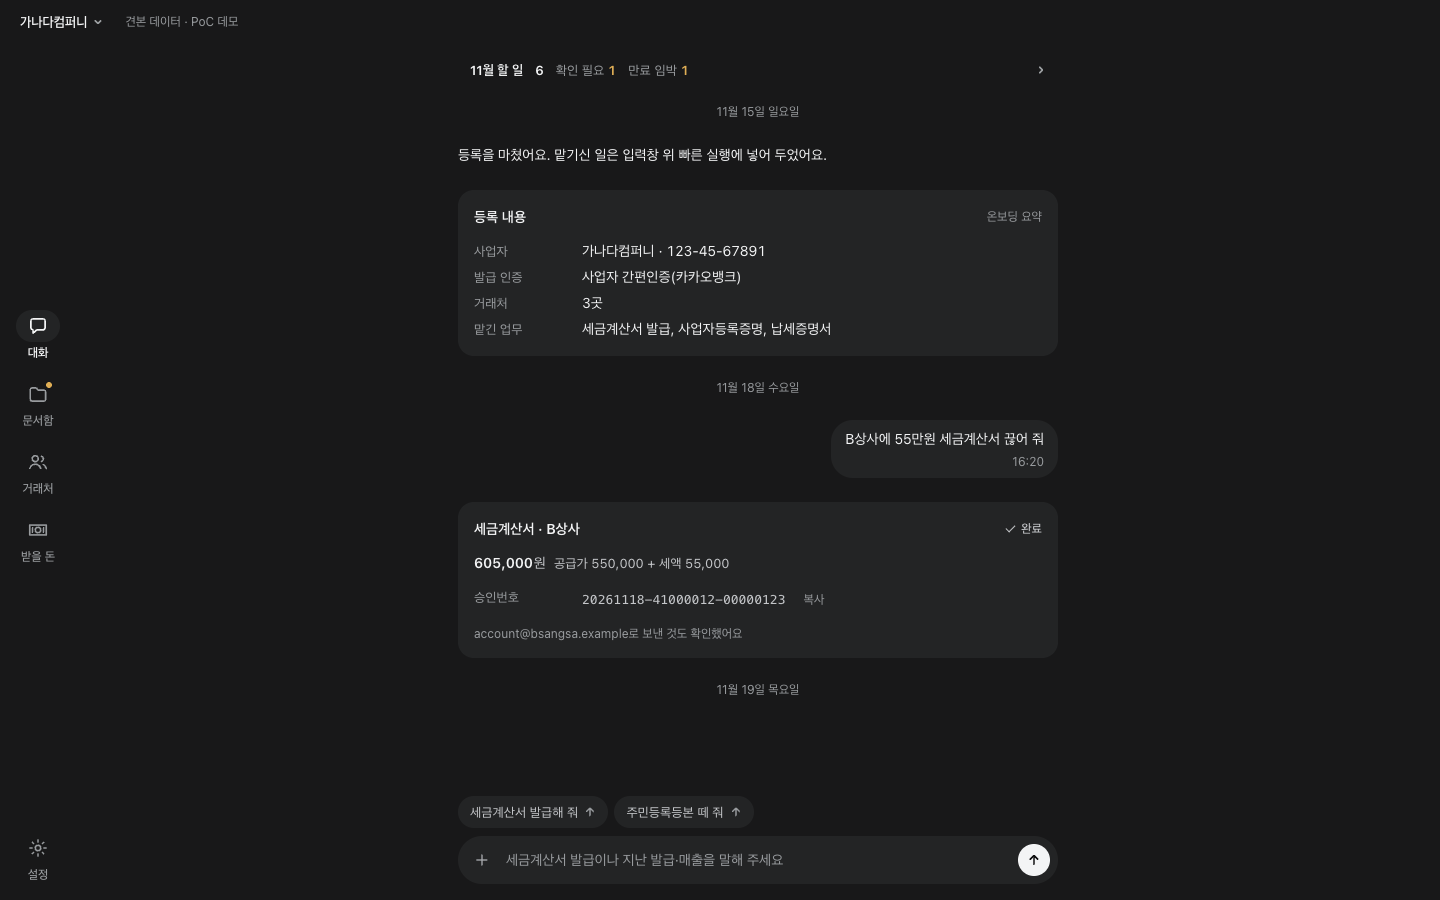 가나다컴퍼니
견본 데이터 · PoC 데모
11월 할 일 6 확인 필요 1 만료 임박 1
11월 15일 일요일
등록을 마쳤어요. 맡기신 일은 입력창 위 빠른 실행에 넣어 두었어요.
등록 내용 온보딩 요약
사업자 가나다컴퍼니 · 123-45-67891
발급 인증 사업자 간편인증(카카오뱅크)
거래처 3곳
맡긴 업무 세금계산서 발급, 사업자등록증명, 납세증명서
11월 18일 수요일
B상사에 55만원 세금계산서 끊어 줘
16:20
세금계산서 · B상사 완료
605,000원 공급가 550,000 + 세액 55,000
승인번호 20261118-41000012-00000123 복사
account@bsangsa.example로 보낸 것도 확인했어요
11월 19일 목요일
대화
문서함
거래처
받을 돈
설정
세금계산서 발급해 줘
주민등록등본 떼 줘
세금계산서 발급이나 지난 발급·매출을 말해 주세요